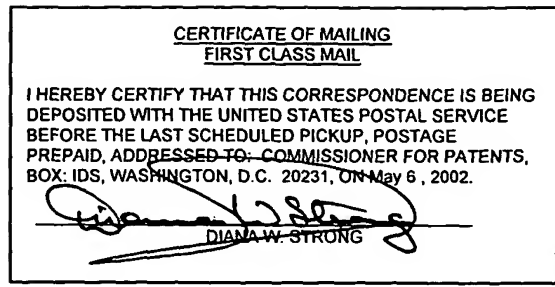 CERTIFICATE OF MAILING
FIRST CLASS MAIL
I HEREBY CERTIFY THAT THIS CORRESPONDENCE IS BEING
DEPOSITED WITH THE UNITED STATES POSTAL SERVICE
BEFORE THE LAST SCHEDULED PICKUP, POSTAGE
PREPAID, ADDRESSED TO: COMMISSIONER FOR PATENTS,
BOX: IDS, WASHINGTON, D.C. 20231, ON May 6 , 2002.
Diana W Strong
DIANA W. STRONG